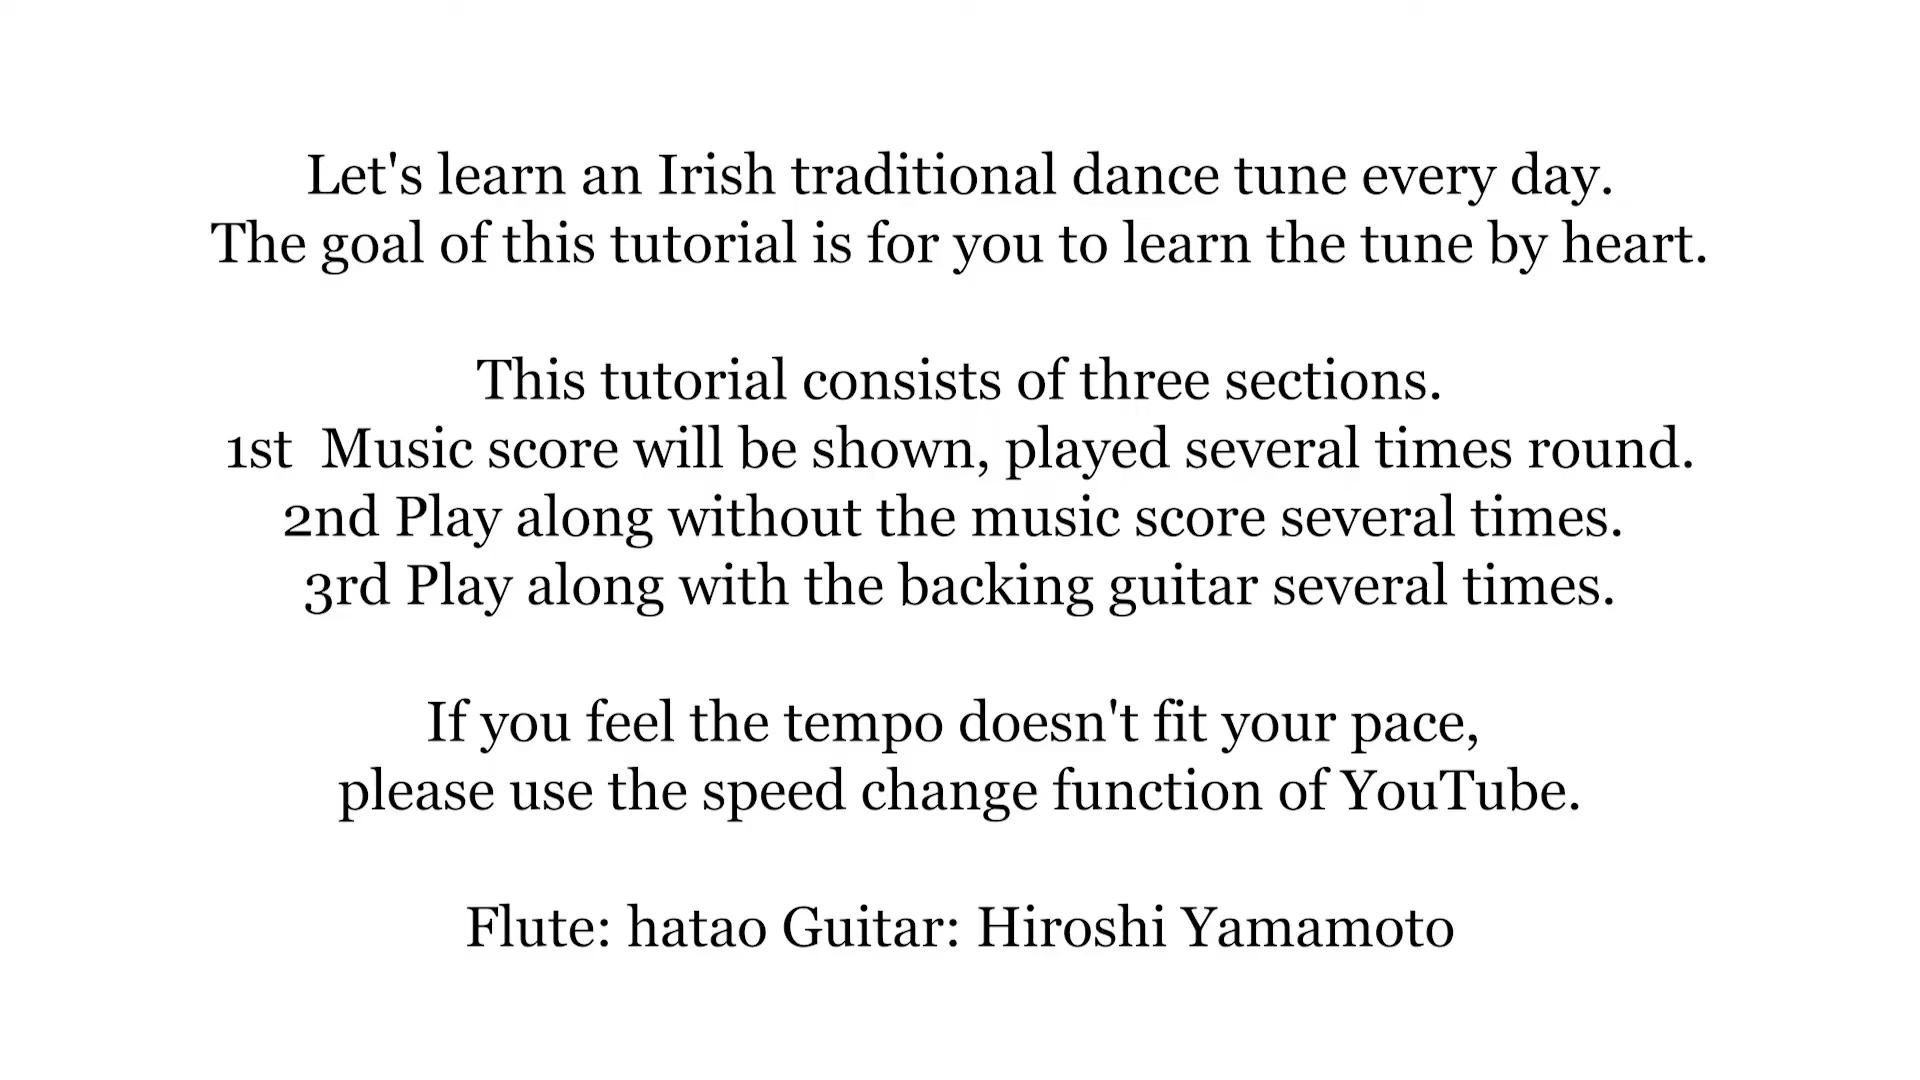 Let's learn an Irish traditional dance tune every day.
The goal of this tutorial is for you to learn the tune by heart.
This tutorial consists of three sections.
1st  Music score will be shown, played several times round.
2nd Play along without the music score several times.
3rd Play along with the backing guitar several times.
If you feel the tempo doesn't fit your pace,
please use the speed change function of YouTube.
Flute: hatao Guitar: Hiroshi Yamamoto